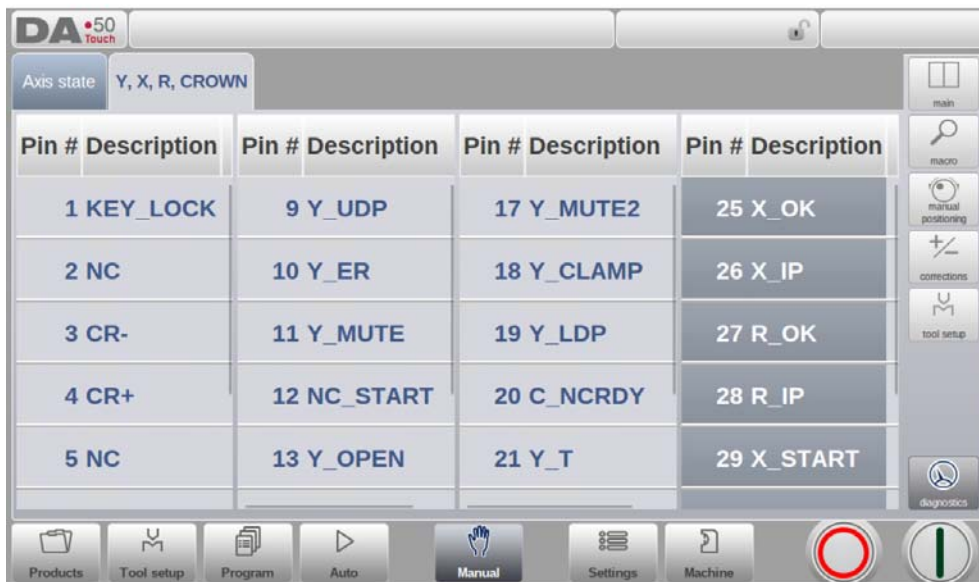 DA•50
Touch
Axis state Y, X, R, CROWN
Pin # Description Pin # Description Pin # Description Pin # Description
1 KEY_LOCK 9 Y_UDP 17 Y_MUTE2 25 X_OK
2 NC 10 Y_ER 18 Y_CLAMP 26 X_IP
3 CR- 11 Y_MUTE 19 Y_LDP 27 R_OK
4 CR+ 12 NC_START 20 C_NCRDY 28 R_IP
5 NC 13 Y_OPEN 21 Y_T 29 X_START
main
macro
manual
positioning
corrections
tool setup
diagnostics
Products Tool setup Program Auto Manual Settings Machine